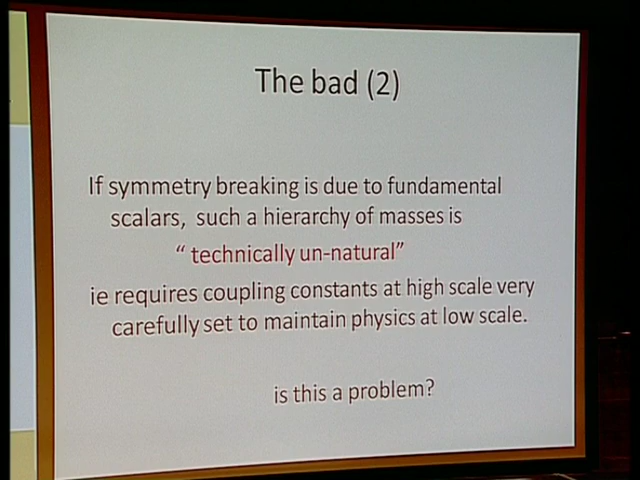 The bad (2)
If symmetry breaking is due to fundamental
scalars, such a hierarchy of masses is
“ technically un-natural”
ie requires coupling constants at high scale very
carefully set to maintain physics at low scale.
is this a problem?